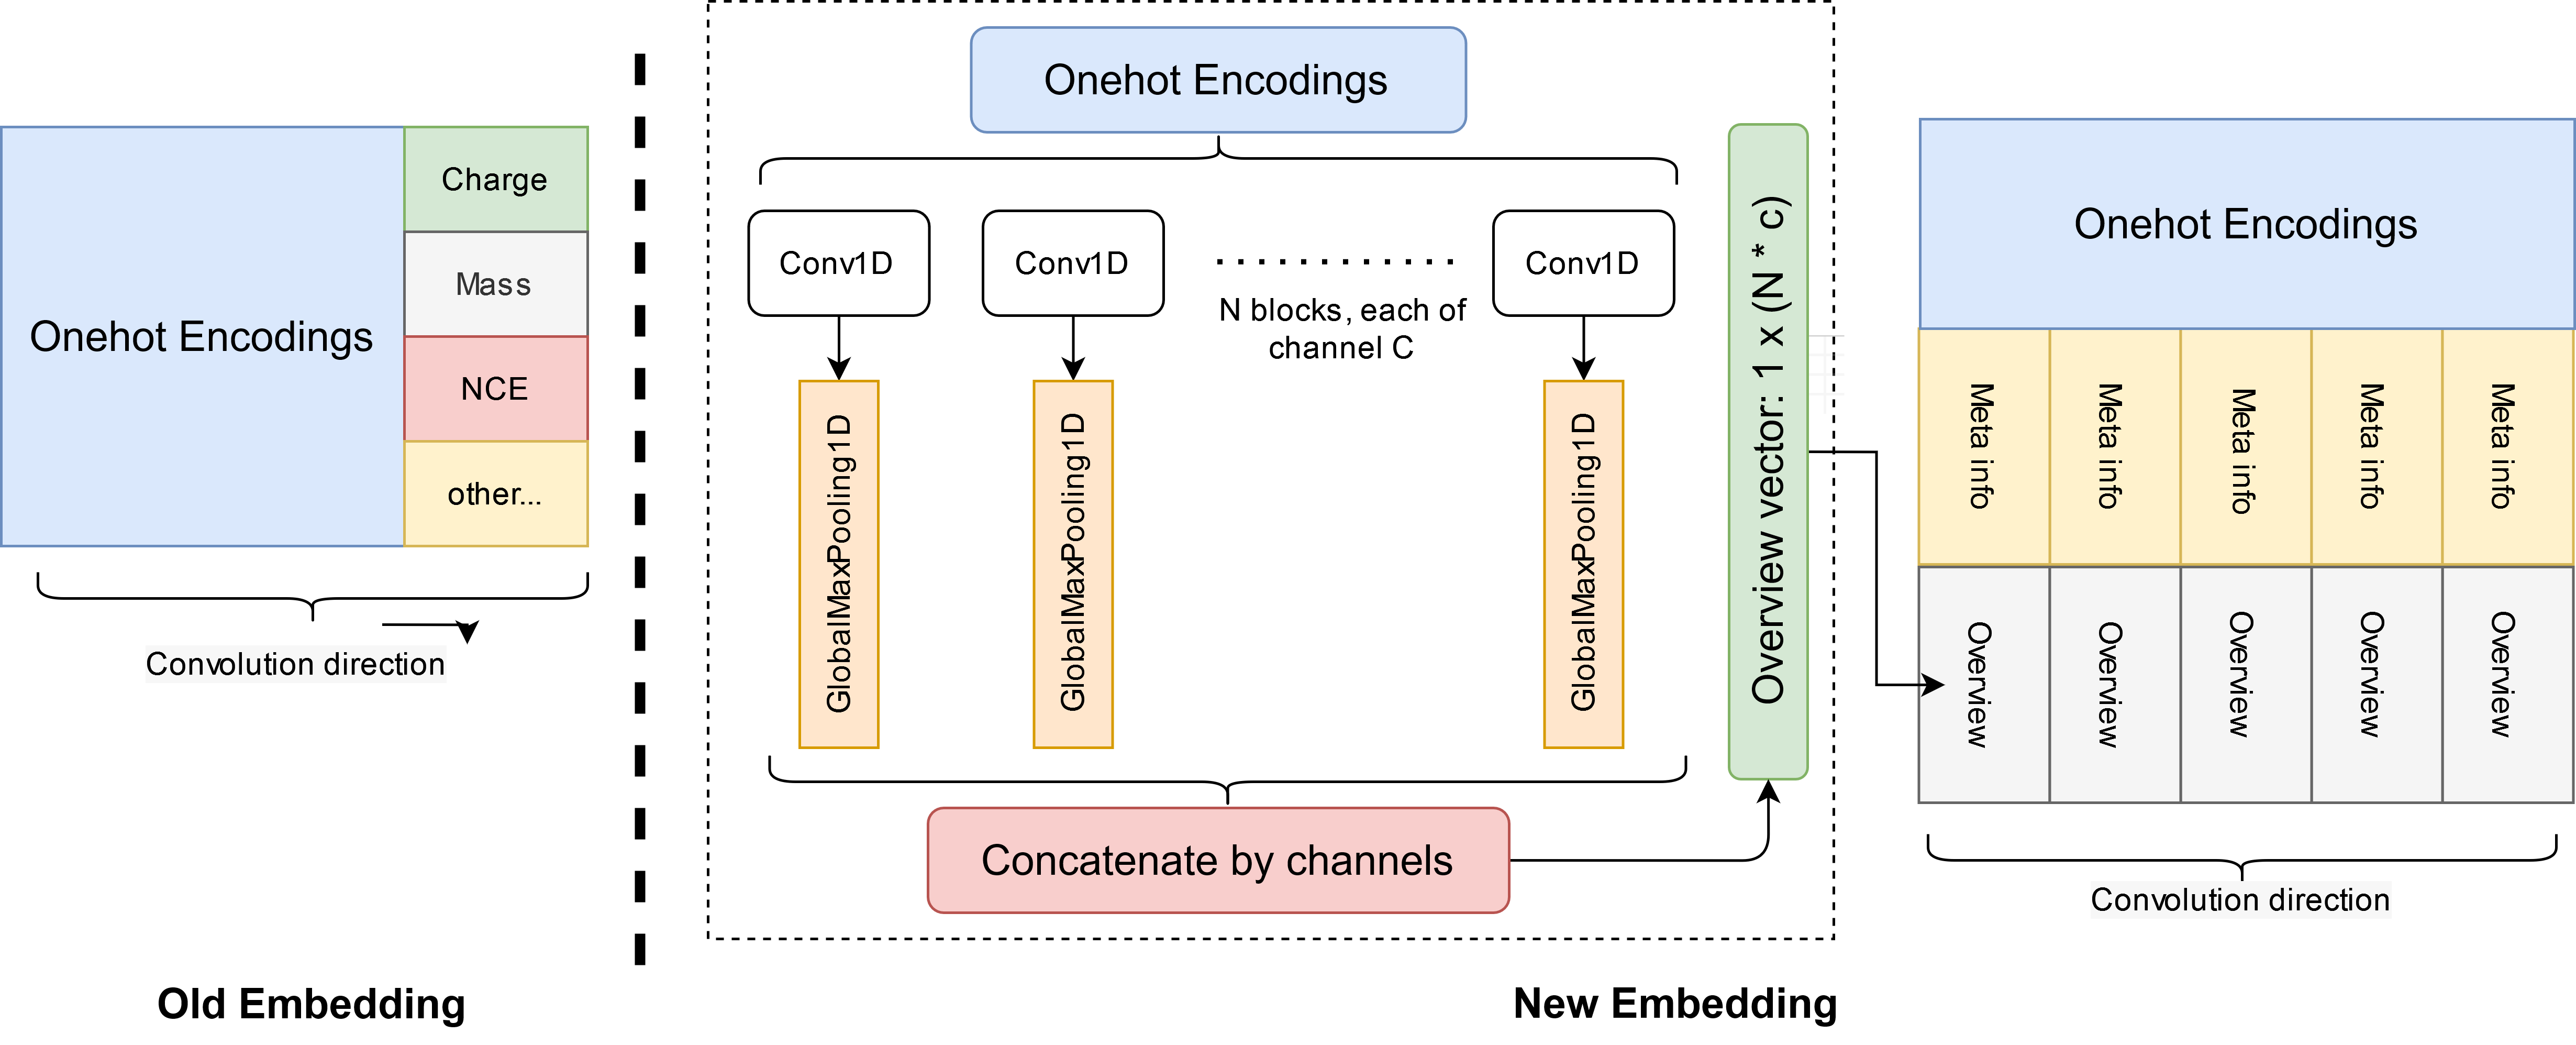 Onehot Encodings
Charge
Mass
NCE
other...
Convolution direction
Old Embedding
Onehot Encodings
Conv1D
Conv1D
Conv1D
N blocks, each of
channel C
GlobalMaxPooling1D
GlobalMaxPooling1D
GlobalMaxPooling1D
Concatenate by channels
Overview vector: 1 x (N * c)
Onehot Encodings
Meta info
Meta info
Meta info
Meta info
Meta info
Overview
Overview
Overview
Overview
Overview
Convolution direction
New Embedding